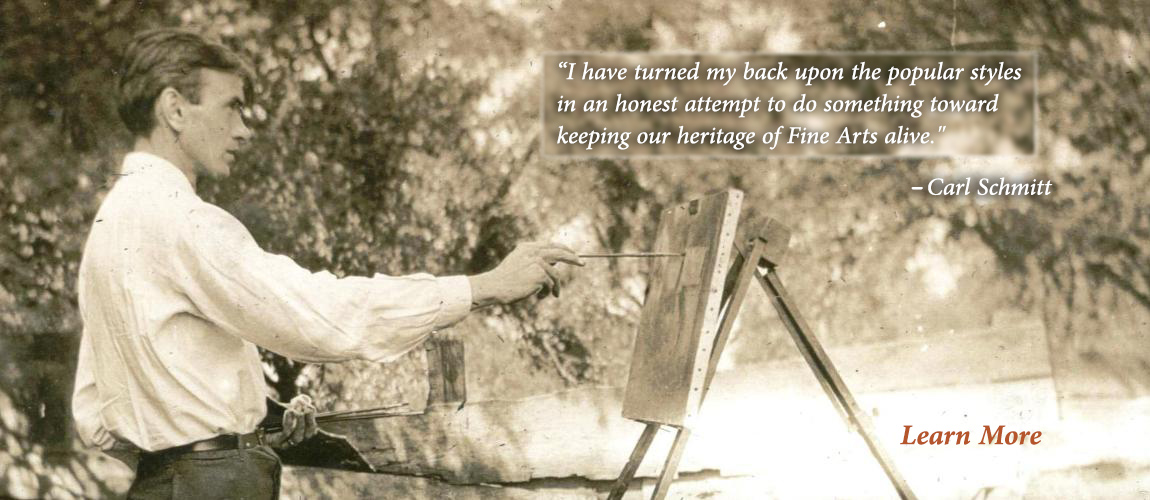 “I have turned my back upon the popular styles
in an honest attempt to do something toward
keeping our heritage of Fine Arts alive."
– Carl Schmitt
Learn More